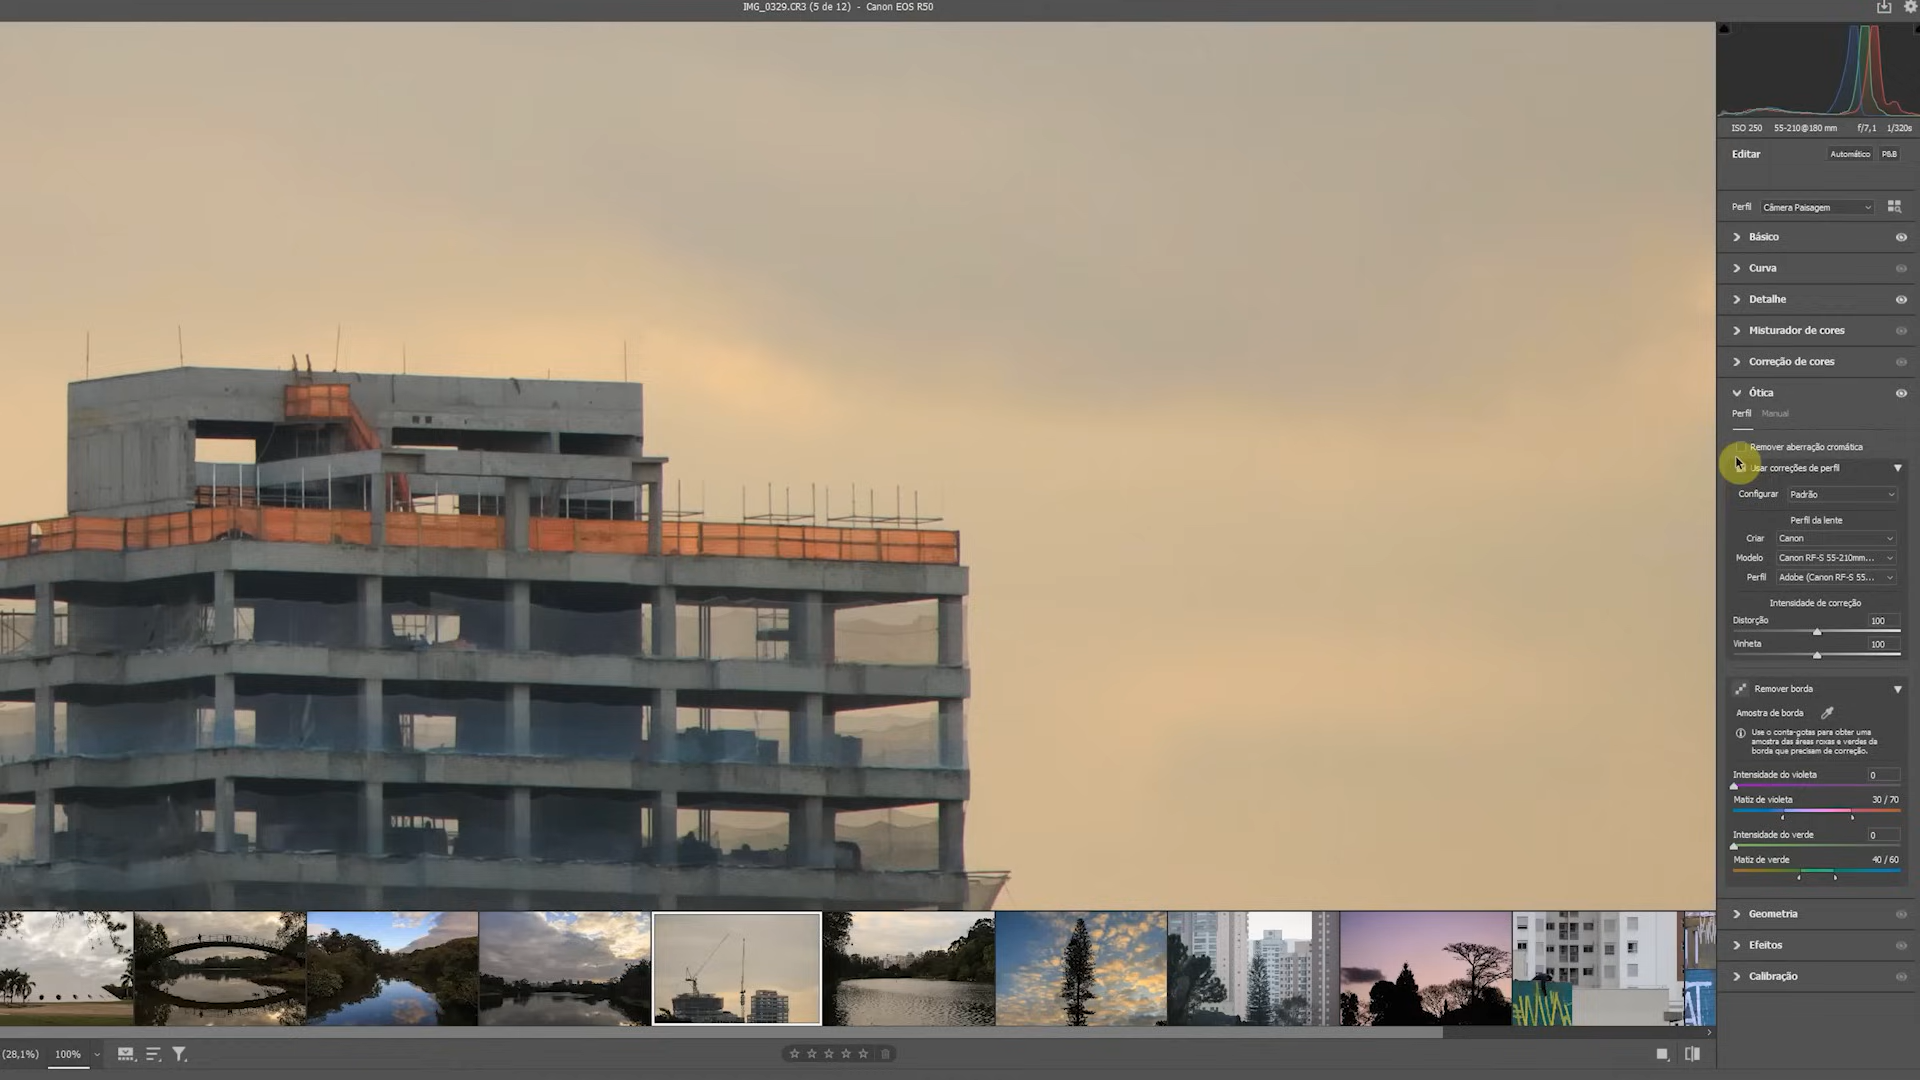 IMG_0329.CR3 (5 de 12) - Canon EOS R50
ISO 250 55-210@180 mm f/7,1 1/320s
Editar Automático P&B
Perfil Câmera Paisagem
Básico
Curva
Detalhe
Misturador de cores
Correção de cores
Ótica
Perfil Manual
Remover aberração cromática
Usar correções de perfil
Configurar Padrão
Perfil da lente
Criar Canon
Modelo Canon RF-S 55-210mm...
Perfil Adobe (Canon RF-S 55...
Intensidade de correção
Distorção 100
Vinheta 100
Remover borda
Amostra de borda
Use o conta-gotas para obter uma
amostra das áreas roxas e verdes da
borda que precisam de correção.
Intensidade do violeta 0
Matiz de violeta 30 / 70
Intensidade do verde 0
Matiz de verde 40 / 60
Geometria
Efeitos
Calibração
(28,1%) 100%